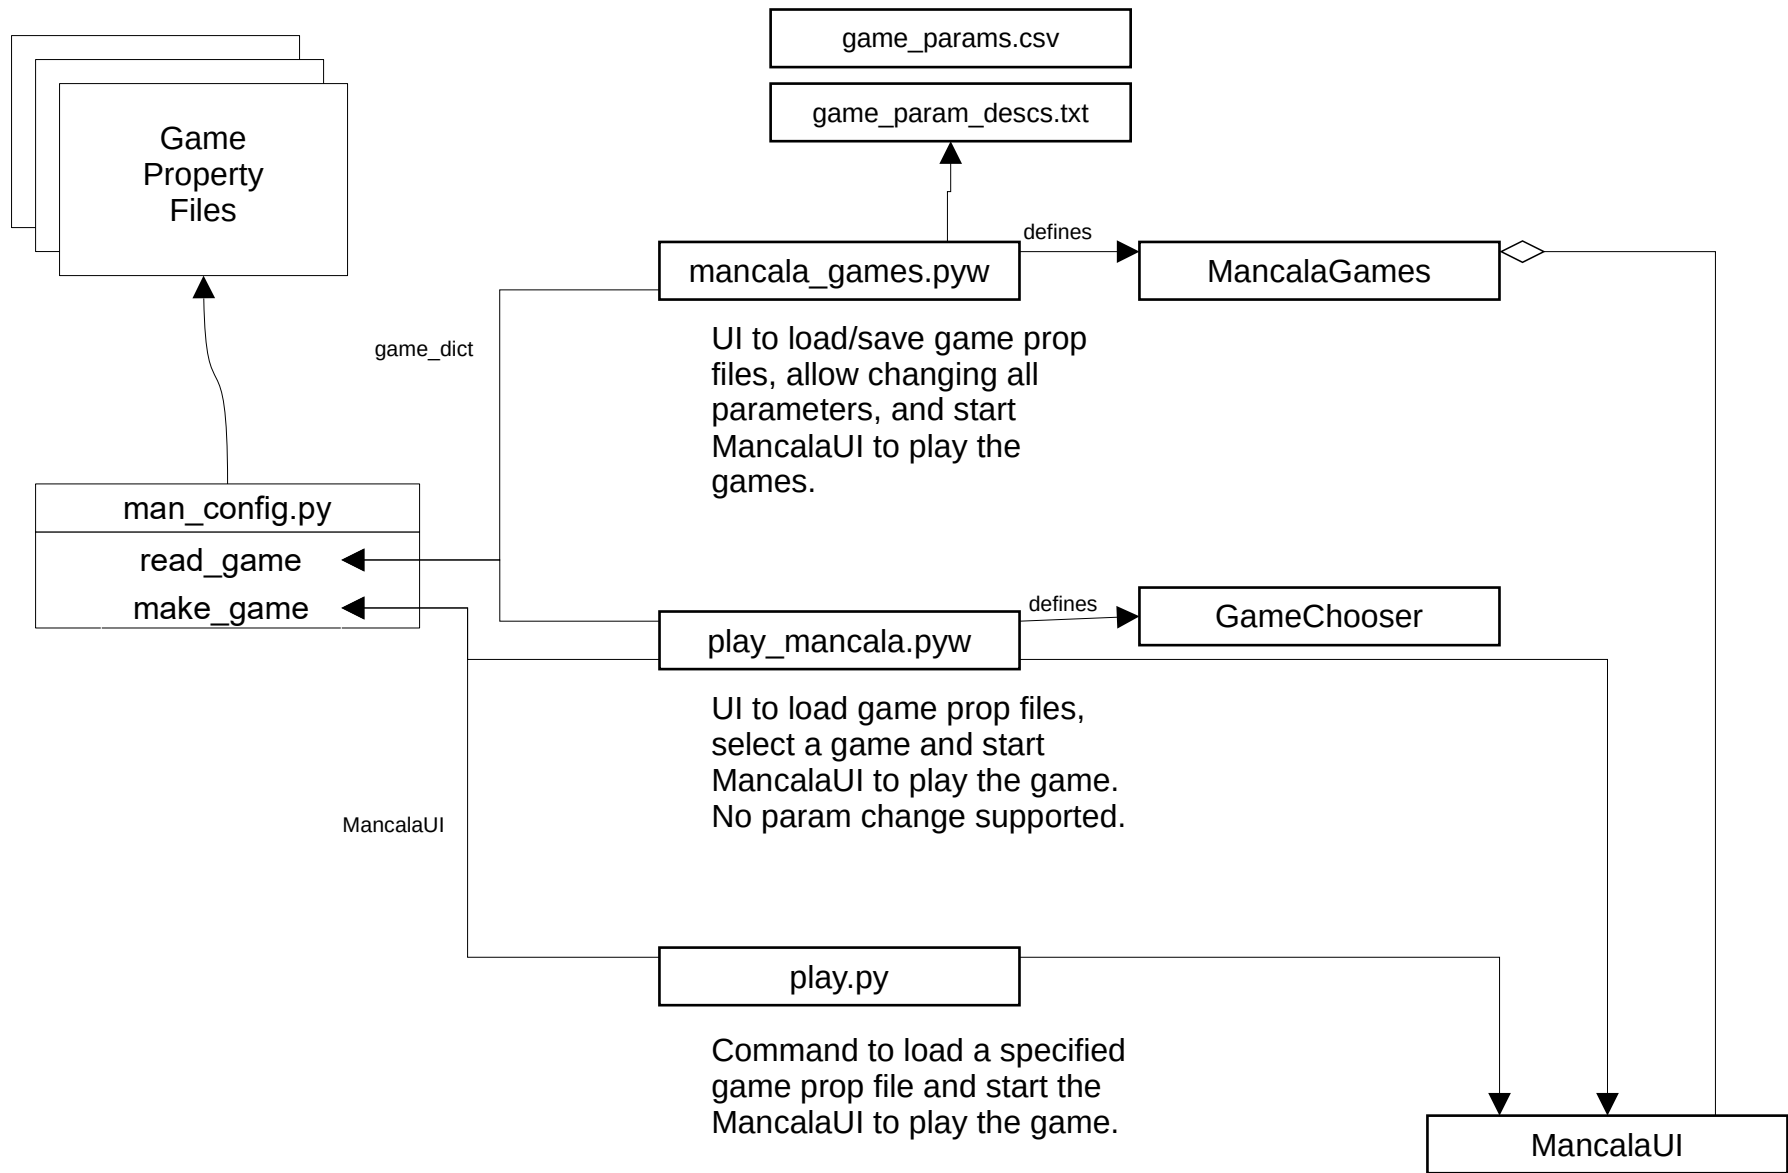 game_params.csv
game_param_descs.txt
Game
Property
Files
defines
mancala_games.pyw
MancalaGames
UI to load/save game prop
files, allow changing all
parameters, and start
MancalaUI to play the
games.
game_dict
man_config.py
read_game
make_game
defines
GameChooser
play_mancala.pyw
UI to load game prop files,
select a game and start
MancalaUI to play the game.
No param change supported.
MancalaUI
play.py
Command to load a specified
game prop file and start the
MancalaUI to play the game.
MancalaUI